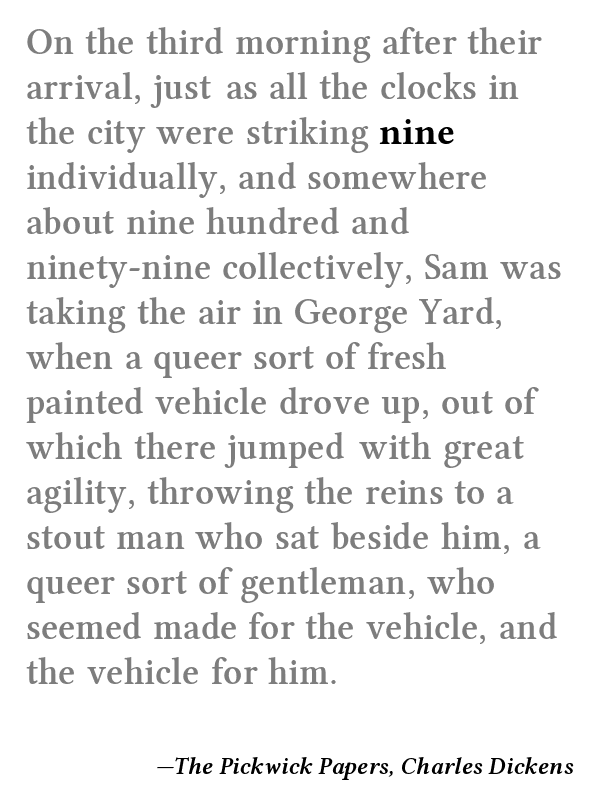 On the third morning after their
arrival, just as all the clocks in
the city were striking nine
individually, and somewhere
about nine hundred and
ninety-nine collectively, Sam was
taking the air in George Yard,
when a queer sort of fresh
painted vehicle drove up, out of
which there jumped with great
agility, throwing the reins to a
stout man who sat beside him, a
queer sort of gentleman, who
seemed made for the vehicle, and
the vehicle for him.
—The Pickwick Papers, Charles Dickens